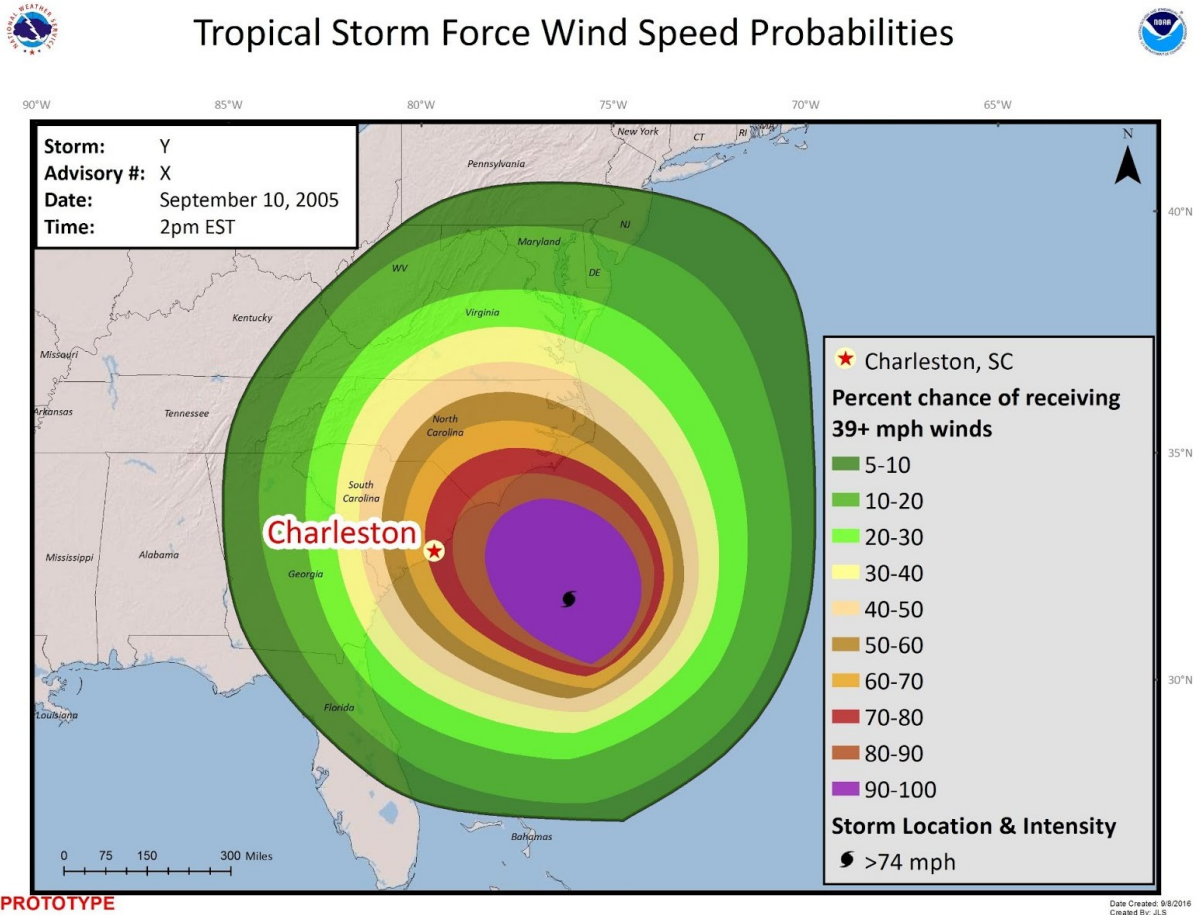 Tropical Storm Force Wind Speed Probabilities
NATIONAL WEATHER SERVICE
NOAA
90°W 85°W 80°W 75°W 70°W 65°W
Storm: Y
Advisory #: X
Date: September 10, 2005
Time: 2pm EST
New York
CT
RI
MA
N
Pennsylvania
40°N
NJ
Maryland
WV
DE
Virginia
Kentucky
Missouri
Arkansas
Tennessee
North
Carolina
35°N
South
Carolina
Charleston
Mississippi
Alabama
Georgia
30°N
Louisiana
Florida
Bahamas
0 75 150 300 Miles
Charleston, SC
Percent chance of receiving
39+ mph winds
5-10
10-20
20-30
30-40
40-50
50-60
60-70
70-80
80-90
90-100
Storm Location & Intensity
>74 mph
PROTOTYPE
Date Created: 9/8/2016
Created By: JLS